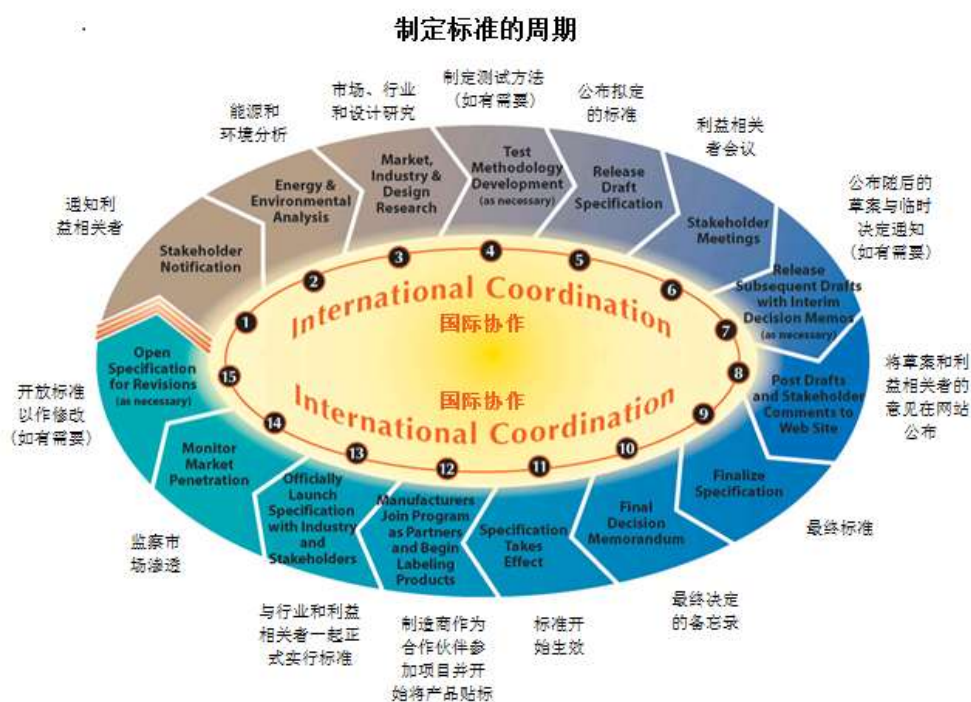 制定标准的周期
通知利
益相关者
能源和
环境分析
市场、行业
和设计研究
制定测试方法
(如有需要)
公布拟定
的标准
利益相关
者会议
公布随后的
草案与临时
决定通知
(如有需要)
将草案和利
益相关者的
意见在网站
公布
最终标准
最终决定
的备忘录
标准开
始生效
制造商作为
合作伙伴参
加项目并开
始将产品贴标
与行业和利益
相关者一起正
式实行标准
监察市
场渗透
开放标准
以作修改
(如有需要)
Stakeholder
Notification
Energy &
Environmental
Analysis
Market,
Industry &
Design
Research
Test
Methodology
Development
(as necessary)
Release
Draft
Specification
Stakeholder
Meetings
Release
Subsequent Drafts
with Interim
Decision Memos
(as necessary)
Post Drafts
and Stakeholder
Comments to
Web Site
Finalize
Specification
Final
Decision
Memorandum
Specification
Takes
Effect
Manufacturers
Join Program
as Partners
and Begin
Labeling
Products
Officially
Launch
Specification
with Industry
and
Stakeholders
Monitor
Market
Penetration
Open
Specification
for Revisions
(as necessary)
1
2
3
4
5
6
7
8
9
10
11
12
13
14
15
International Coordination
国际协作
国际协作
International Coordination